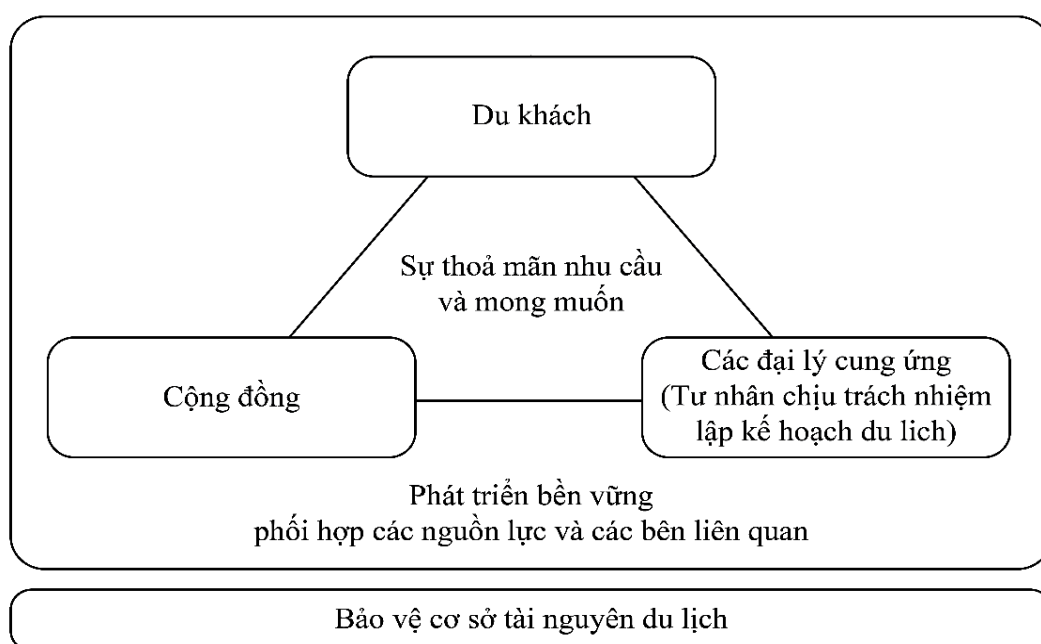 Du khách
Sự thoả mãn nhu cầu
và mong muốn
Cộng đồng
Các đại lý cung ứng
(Tư nhân chịu trách nhiệm
lập kế hoạch du lich)
Phát triển bền vững
phối hợp các nguồn lực và các bên liên quan
Bảo vệ cơ sở tài nguyên du lịch